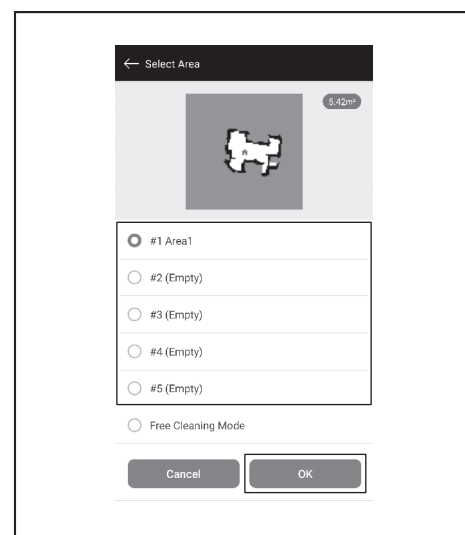 Select Area
5.42m²
#1 Area1
#2 (Empty)
#3 (Empty)
#4 (Empty)
#5 (Empty)
Free Cleaning Mode
Cancel
OK